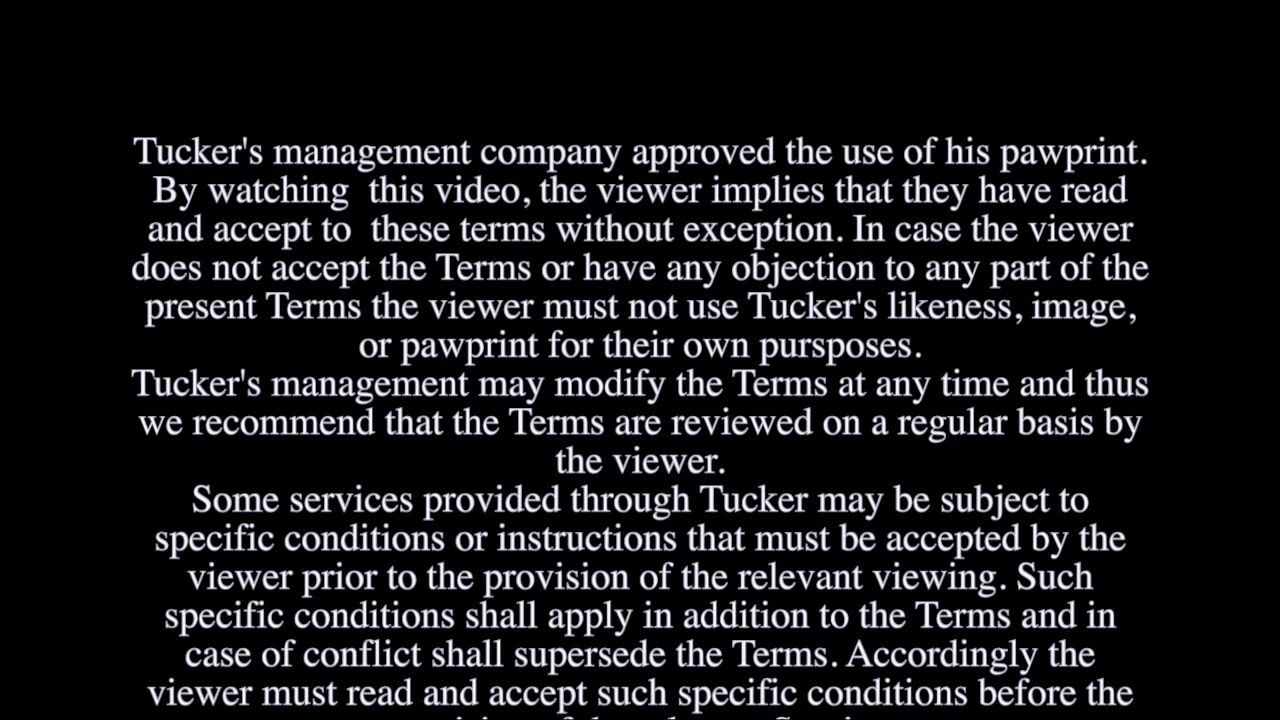 Tucker's management company approved the use of his pawprint.
By watching  this video, the viewer implies that they have read
and accept to  these terms without exception. In case the viewer
does not accept the Terms or have any objection to any part of the
present Terms the viewer must not use Tucker's likeness, image,
or pawprint for their own pursposes.
Tucker's management may modify the Terms at any time and thus
we recommend that the Terms are reviewed on a regular basis by
the viewer.
Some services provided through Tucker may be subject to
specific conditions or instructions that must be accepted by the
viewer prior to the provision of the relevant viewing. Such
specific conditions shall apply in addition to the Terms and in
case of conflict shall supersede the Terms. Accordingly the
viewer must read and accept such specific conditions before the